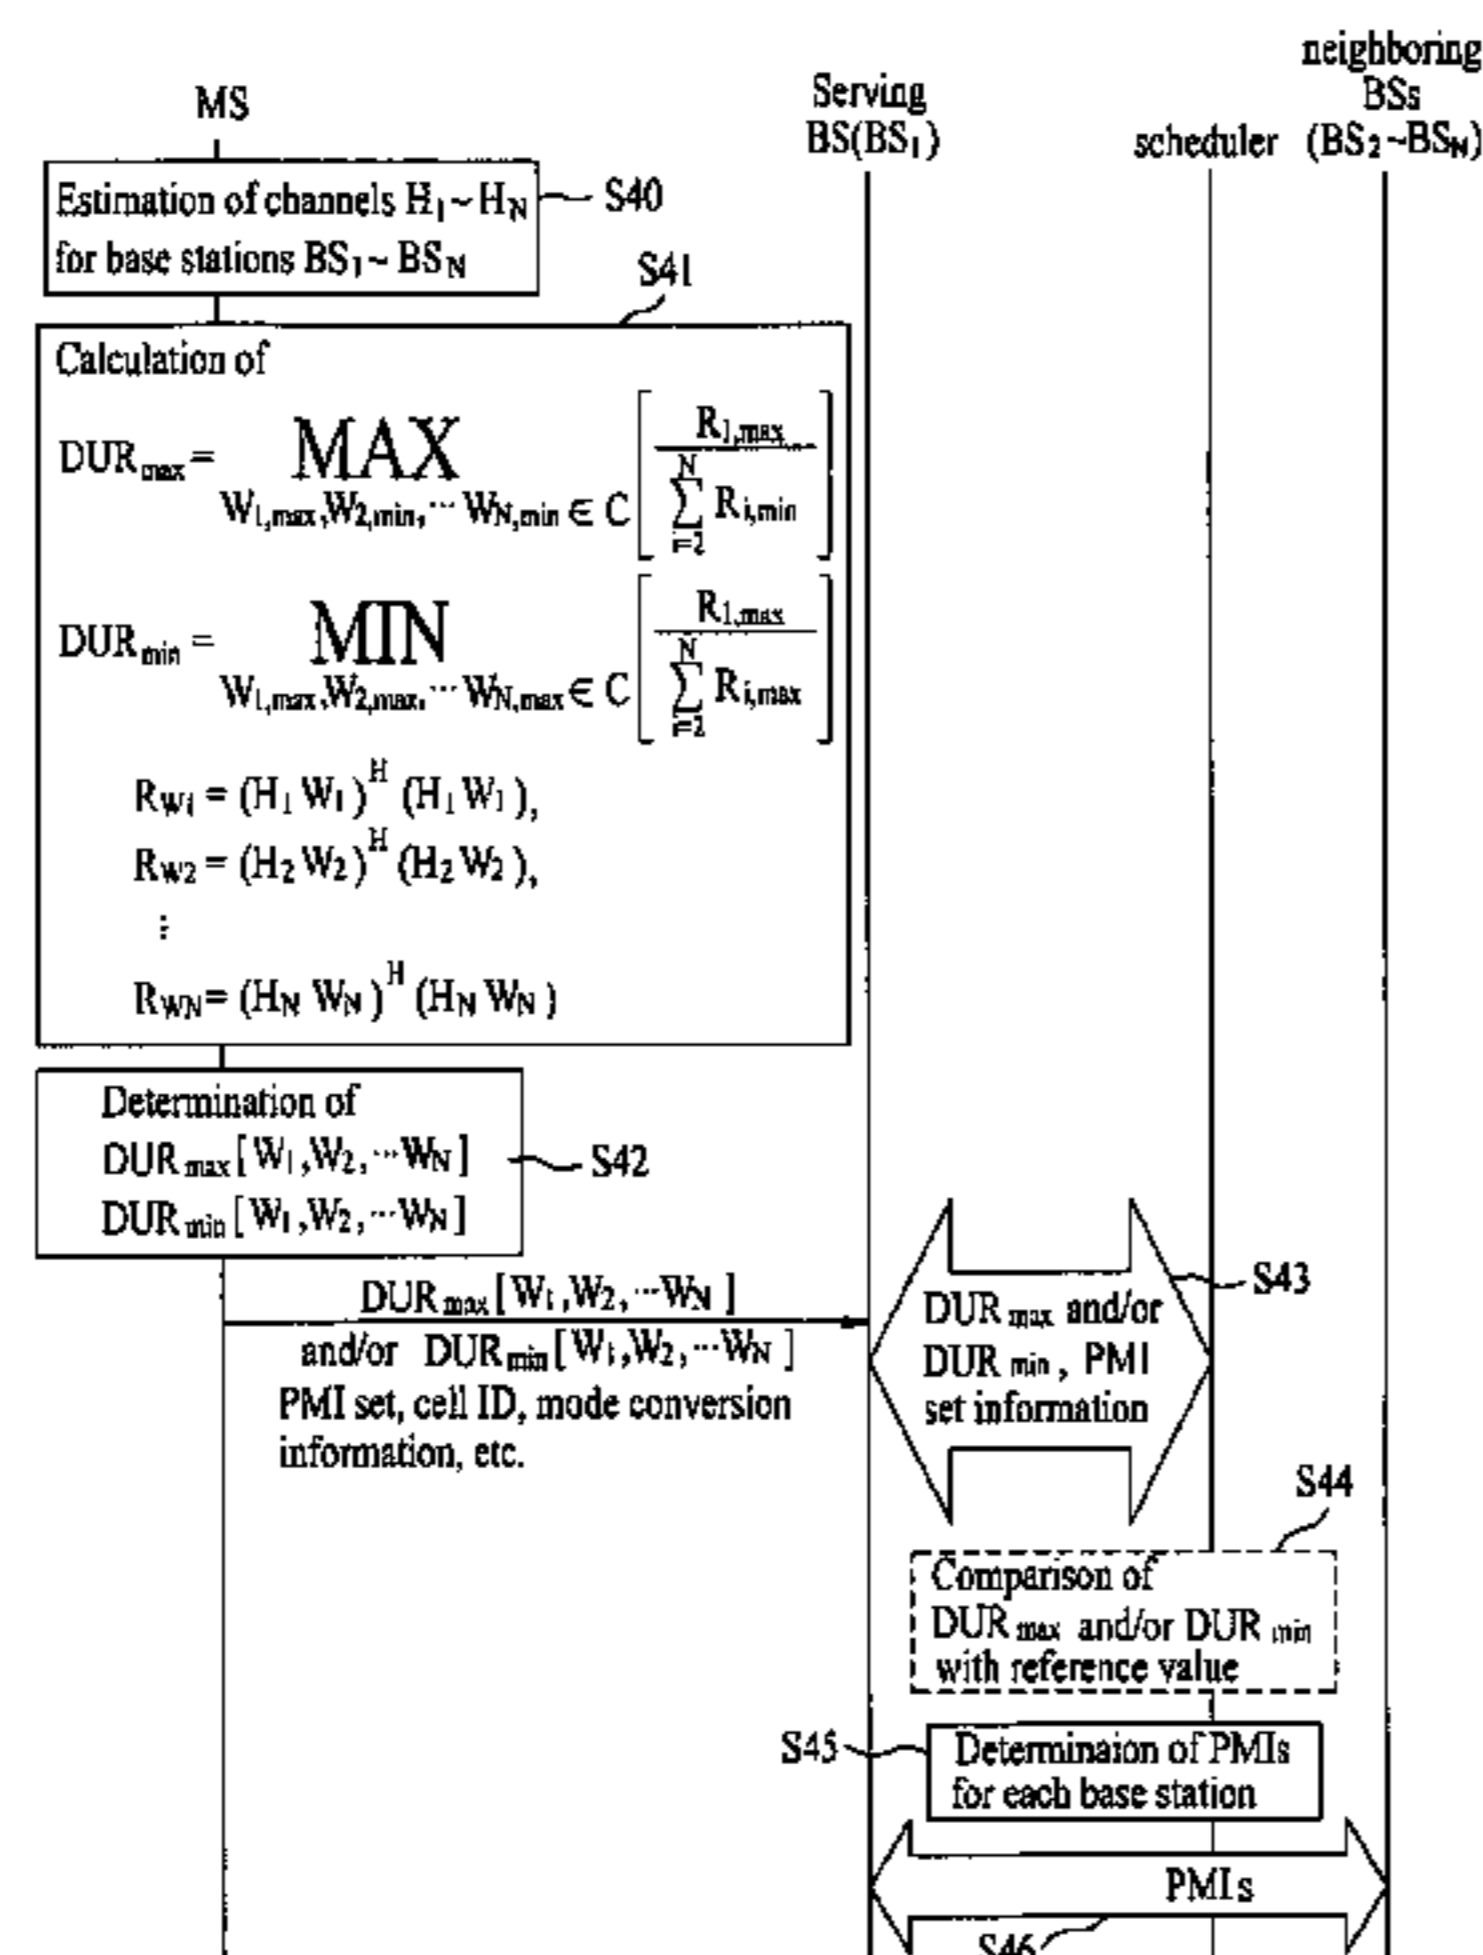 MS
Serving
BS(BS1)
scheduler
neighboring
BSs
(BS2~BSN)
Estimation of channels H1~HN
for base stations BS1~BSN
S40
S41
Calculation of
DURmax = MAX W1,max,W2,min,···WN,min ∈ C [ R1,max / N ∑ i=2 Ri,min ]
DURmin = MIN W1,max,W2,max,···WN,max ∈ C [ R1,max / N ∑ i=2 Ri,max ]
RW1 = (H1 W1)^H (H1 W1),
RW2 = (H2 W2)^H (H2 W2),
⋮
RWN = (HN WN)^H (HN WN)
Determination of
DURmax [W1,W2,···WN]
DURmin [W1,W2,···WN]
S42
DURmax [W1,W2,···WN]
and/or DURmin [W1,W2,···WN]
PMI set, cell ID, mode conversion
information, etc.
S43
DURmax and/or
DURmin, PMI
set information
S44
Comparison of
DURmax and/or DURmin
with reference value
S45
Determinaion of PMIs
for each base station
PMIs
S46